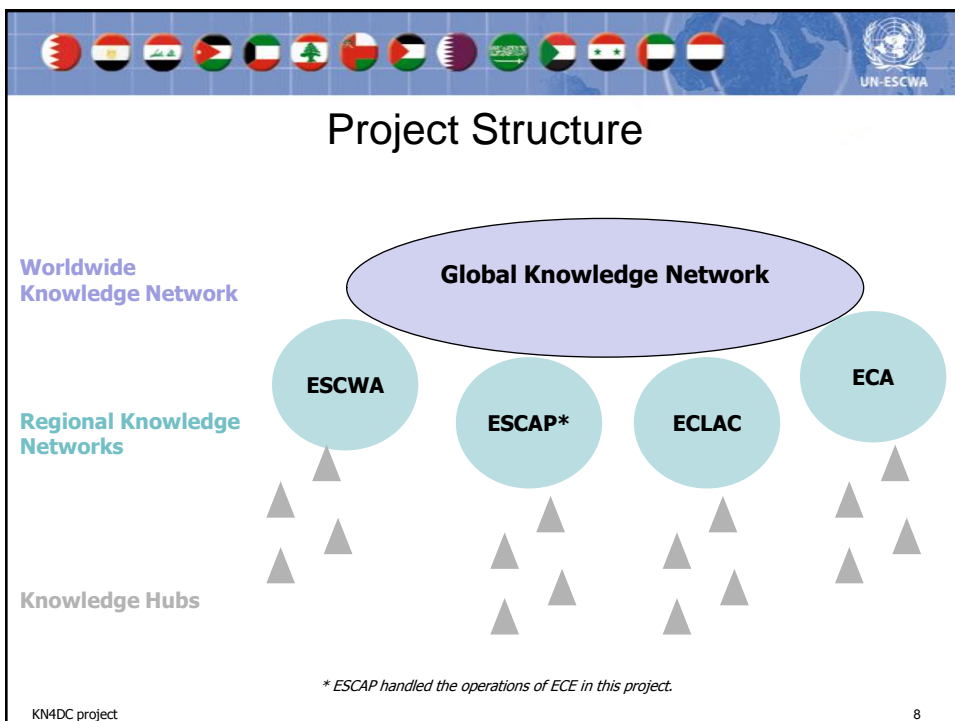 UN-ESCWA
Project Structure
Worldwide
Knowledge Network
Global Knowledge Network
ESCWA
ESCAP*
ECLAC
ECA
Regional Knowledge
Networks
Knowledge Hubs
* ESCAP handled the operations of ECE in this project.
KN4DC project
8